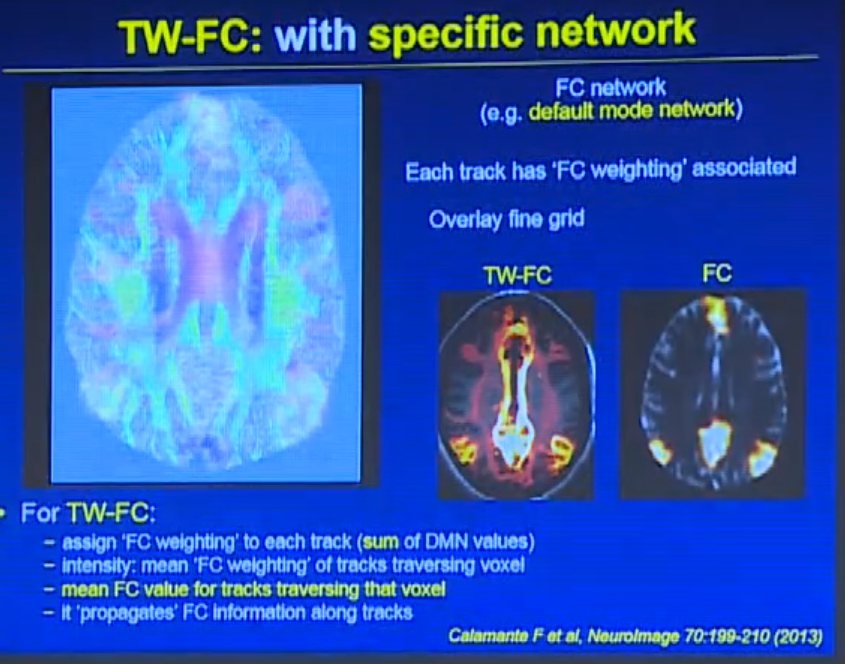 TW-FC: with specific network
FC network
(e.g. default mode network)
Each track has 'FC weighting' associated
Overlay fine grid
TW-FC
FC
• For TW-FC:
– assign 'FC weighting' to each track (sum of DMN values)
– intensity: mean 'FC weighting' of tracks traversing voxel
– mean FC value for tracks traversing that voxel
– it 'propagates' FC information along tracks
Calamante F et al, NeuroImage 70:199-210 (2013)